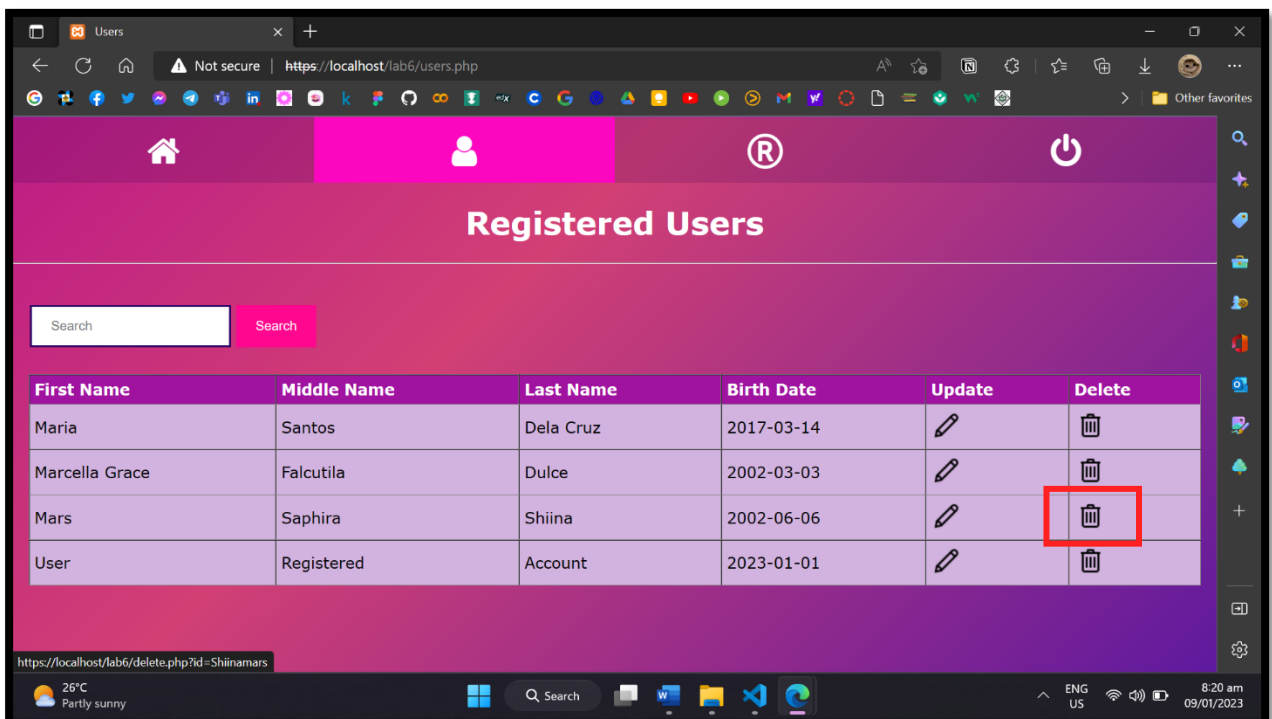 Users
Not secure | https://localhost/lab6/users.php
Other favorites
Registered Users
Search Search
First Name Middle Name Last Name Birth Date Update Delete
Maria Santos Dela Cruz 2017-03-14
Marcella Grace Falcutila Dulce 2002-03-03
Mars Saphira Shiina 2002-06-06
User Registered Account 2023-01-01
https://localhost/lab6/delete.php?id=Shiinamars
26°C
Partly sunny
Search
ENG
US
8:20 am
09/01/2023